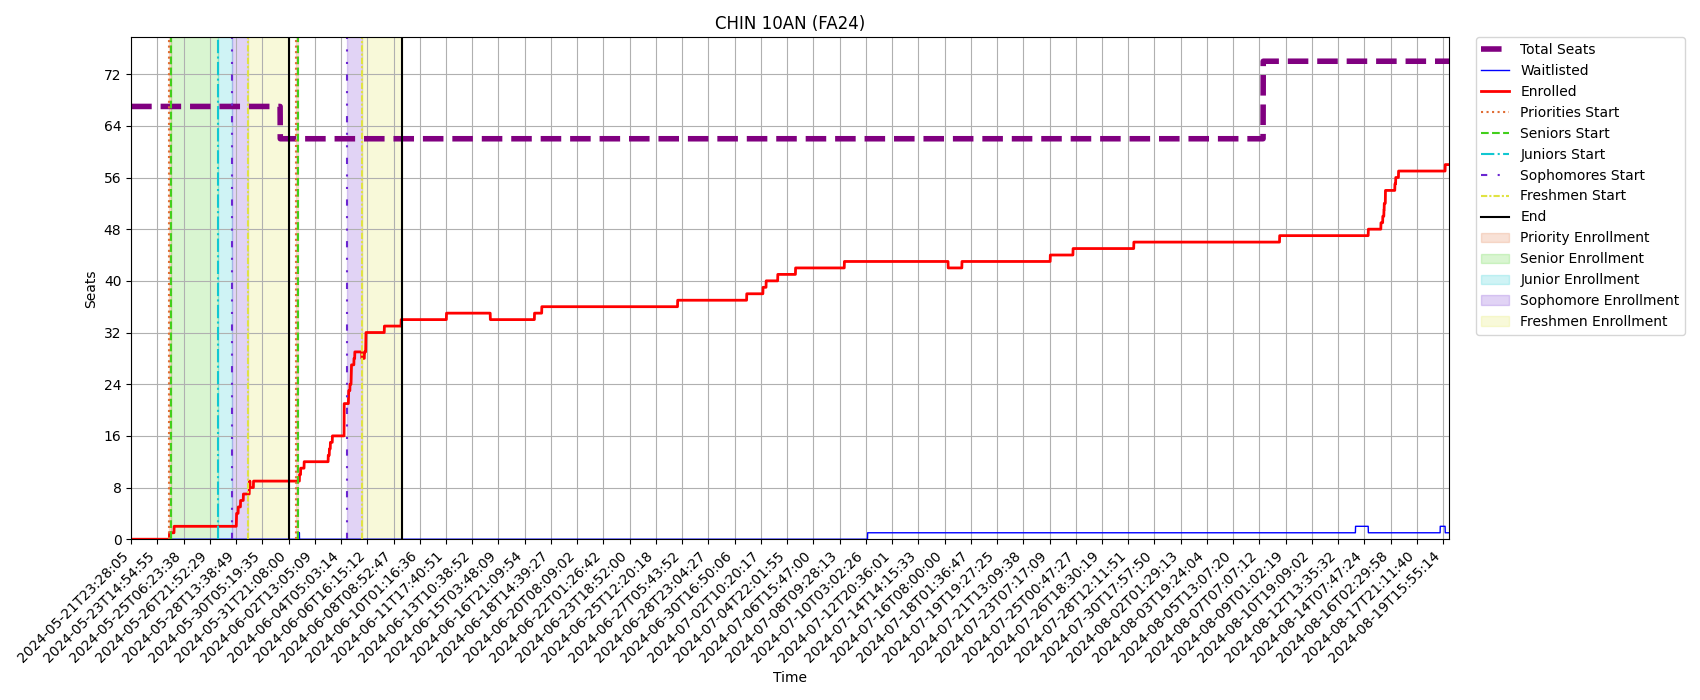 CHIN 10AN (FA24)
Total Seats
Waitlisted
Enrolled
Priorities Start
Seniors Start
Juniors Start
Sophomores Start
Freshmen Start
End
Priority Enrollment
Senior Enrollment
Junior Enrollment
Sophomore Enrollment
Freshmen Enrollment
Seats
72
64
56
48
40
32
24
16
8
0
2024-05-21T23:28:05
2024-05-23T14:54:55
2024-05-25T06:23:38
2024-05-26T21:52:29
2024-05-28T13:38:49
2024-05-30T05:19:35
2024-05-31T21:08:00
2024-06-02T13:05:09
2024-06-04T05:03:14
2024-06-06T16:15:12
2024-06-08T08:52:47
2024-06-10T01:16:36
2024-06-11T17:40:51
2024-06-13T10:38:52
2024-06-15T03:48:09
2024-06-16T21:09:54
2024-06-18T14:39:27
2024-06-20T08:09:02
2024-06-22T01:26:42
2024-06-23T18:52:00
2024-06-25T12:20:18
2024-06-27T05:43:52
2024-06-28T23:04:27
2024-06-30T16:50:06
2024-07-02T10:20:17
2024-07-04T22:01:55
2024-07-06T15:47:00
2024-07-08T09:28:13
2024-07-10T03:02:26
2024-07-12T20:36:01
2024-07-14T14:15:33
2024-07-16T08:00:00
2024-07-18T01:36:47
2024-07-19T19:27:25
2024-07-21T13:09:38
2024-07-23T07:17:09
2024-07-25T00:47:27
2024-07-26T18:30:19
2024-07-28T12:11:51
2024-07-30T17:57:50
2024-08-02T01:29:13
2024-08-03T19:24:04
2024-08-05T13:07:20
2024-08-07T07:07:12
2024-08-09T01:02:19
2024-08-10T19:09:02
2024-08-12T13:35:32
2024-08-14T07:47:24
2024-08-16T02:29:58
2024-08-17T21:11:40
2024-08-19T15:55:14
Time